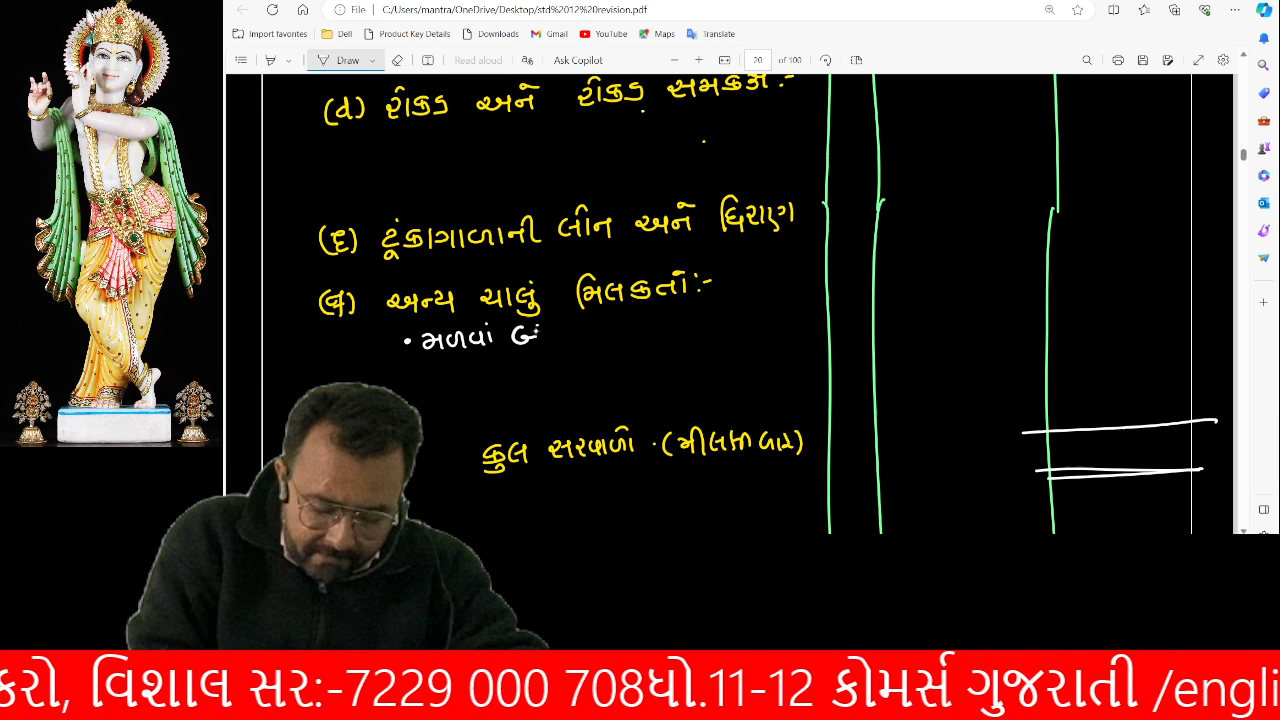 File C:/Users/mantra/OneDrive/Desktop/std%2012%20revision.pdf
Import favorites Dell Product Key Details Downloads Gmail YouTube Maps Translate
Draw Read aloud Ask Copilot 20 of 100
(d) રોકડ અને રોકડ સમકક્ષો :-
(ઇ) ટૂંકાગાળાની લોન અને ધિરાણ
અન્ય ચાલું મિલકતો:-
• મળવાં
કુલ સરવાળો
કરો, વિશાલ સર:-7229 000 708ધો.11-12 કોમર્સ ગુજરાતી /engli